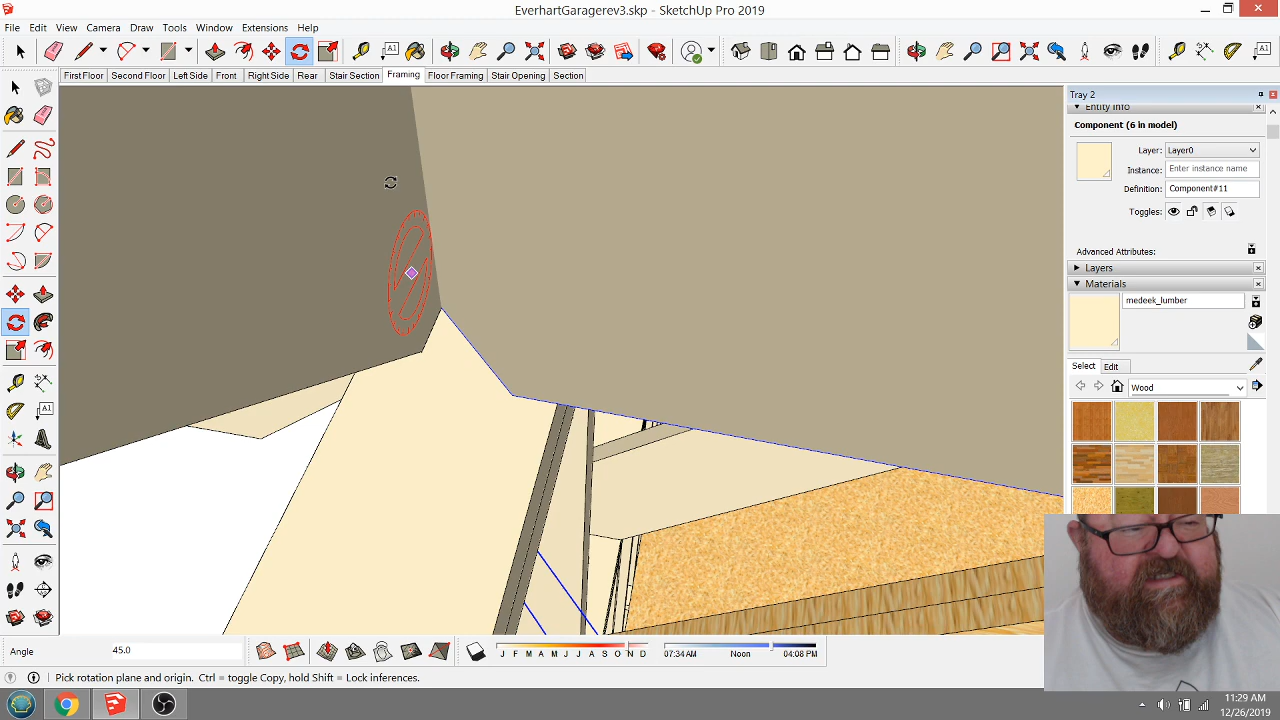 EverhartGaragerev3.skp - SketchUp Pro 2019
File Edit View Camera Draw Tools Window Extensions Help
First Floor Second Floor Left Side Front Right Side Rear Stair Section Framing Floor Framing Stair Opening Section
Tray 2
Entity Info
Component (6 in model)
Layer: Layer0
Instance: Enter instance name
Definition: Component#11
Toggles:
Advanced Attributes:
Layers
Materials
medeek_lumber
Select Edit
Wood
Angle 45.0
J F M A M J J A S O N D
07:34 AM Noon 04:08 PM
Pick rotation plane and origin. Ctrl = toggle Copy, hold Shift = Lock inferences.
11:29 AM
12/26/2019